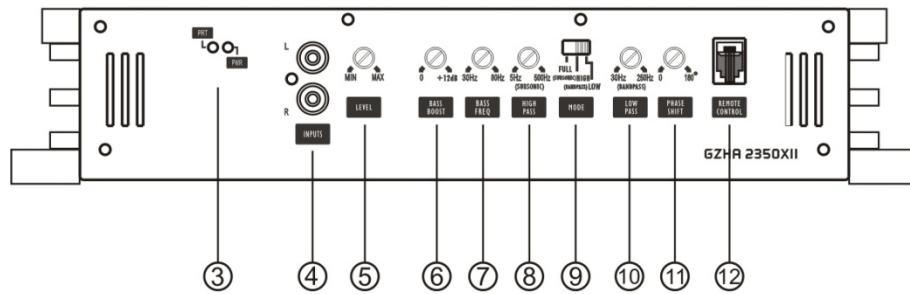 PRT
PWR
L
R
INPUTS
MIN MAX
LEVEL
0 +12dB
BASS
BOOST
30Hz 80Hz
BASS
FREQ
5Hz 500Hz
(SUBSONIC)
HIGH
PASS
FULL
(SUBSONIC) HIGH
(BANDPASS) LOW
MODE
30Hz 250Hz
(BANDPASS)
LOW
PASS
0 180°
PHASE
SHIFT
REMOTE
CONTROL
GZHA 2350XII
3 4 5 6 7 8 9 10 11 12